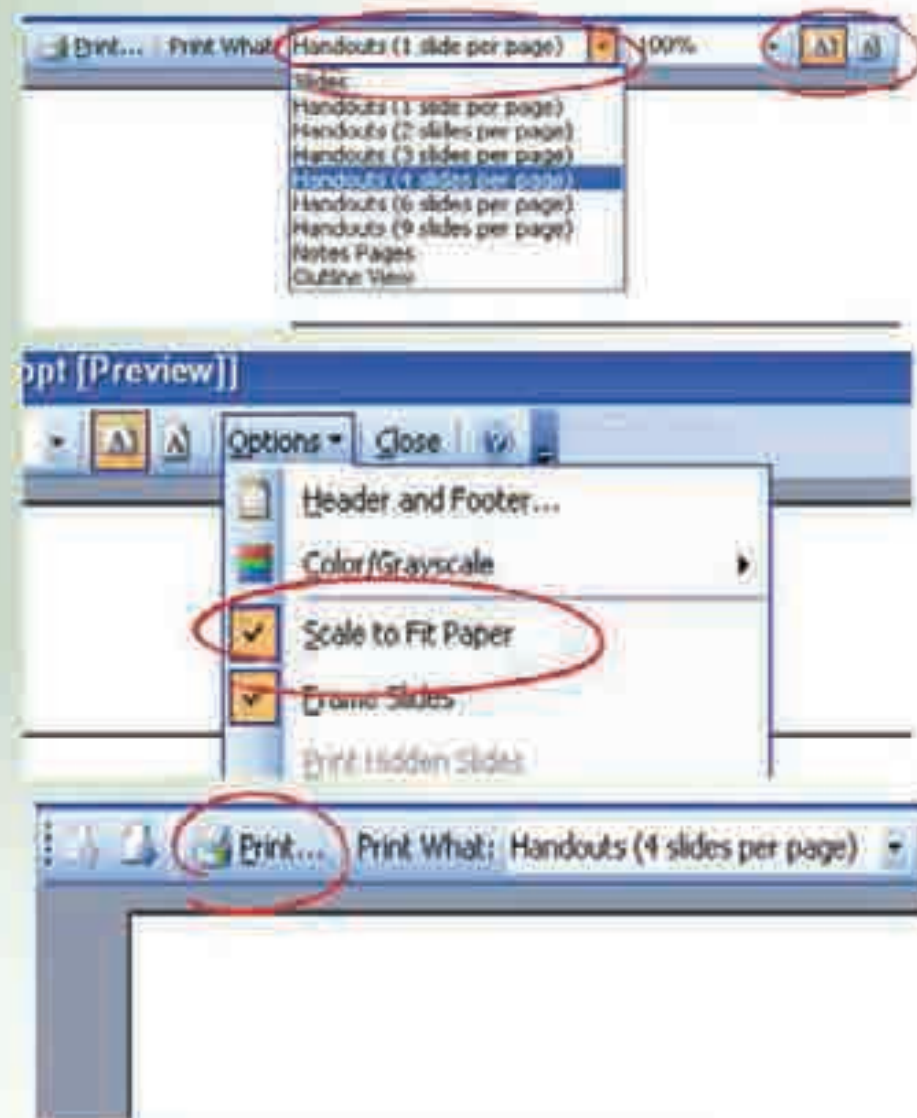 Print... Print What: Handouts (1 slide per page) 100%
Slides
Handouts (1 slide per page)
Handouts (2 slides per page)
Handouts (3 slides per page)
Handouts (4 slides per page)
Handouts (6 slides per page)
Handouts (9 slides per page)
Notes Pages
Outline View
ppt [Preview]]
Options Close
Header and Footer...
Color/Grayscale
Scale to Fit Paper
Frame Slides
Print Hidden Slides
Print... Print What: Handouts (4 slides per page)